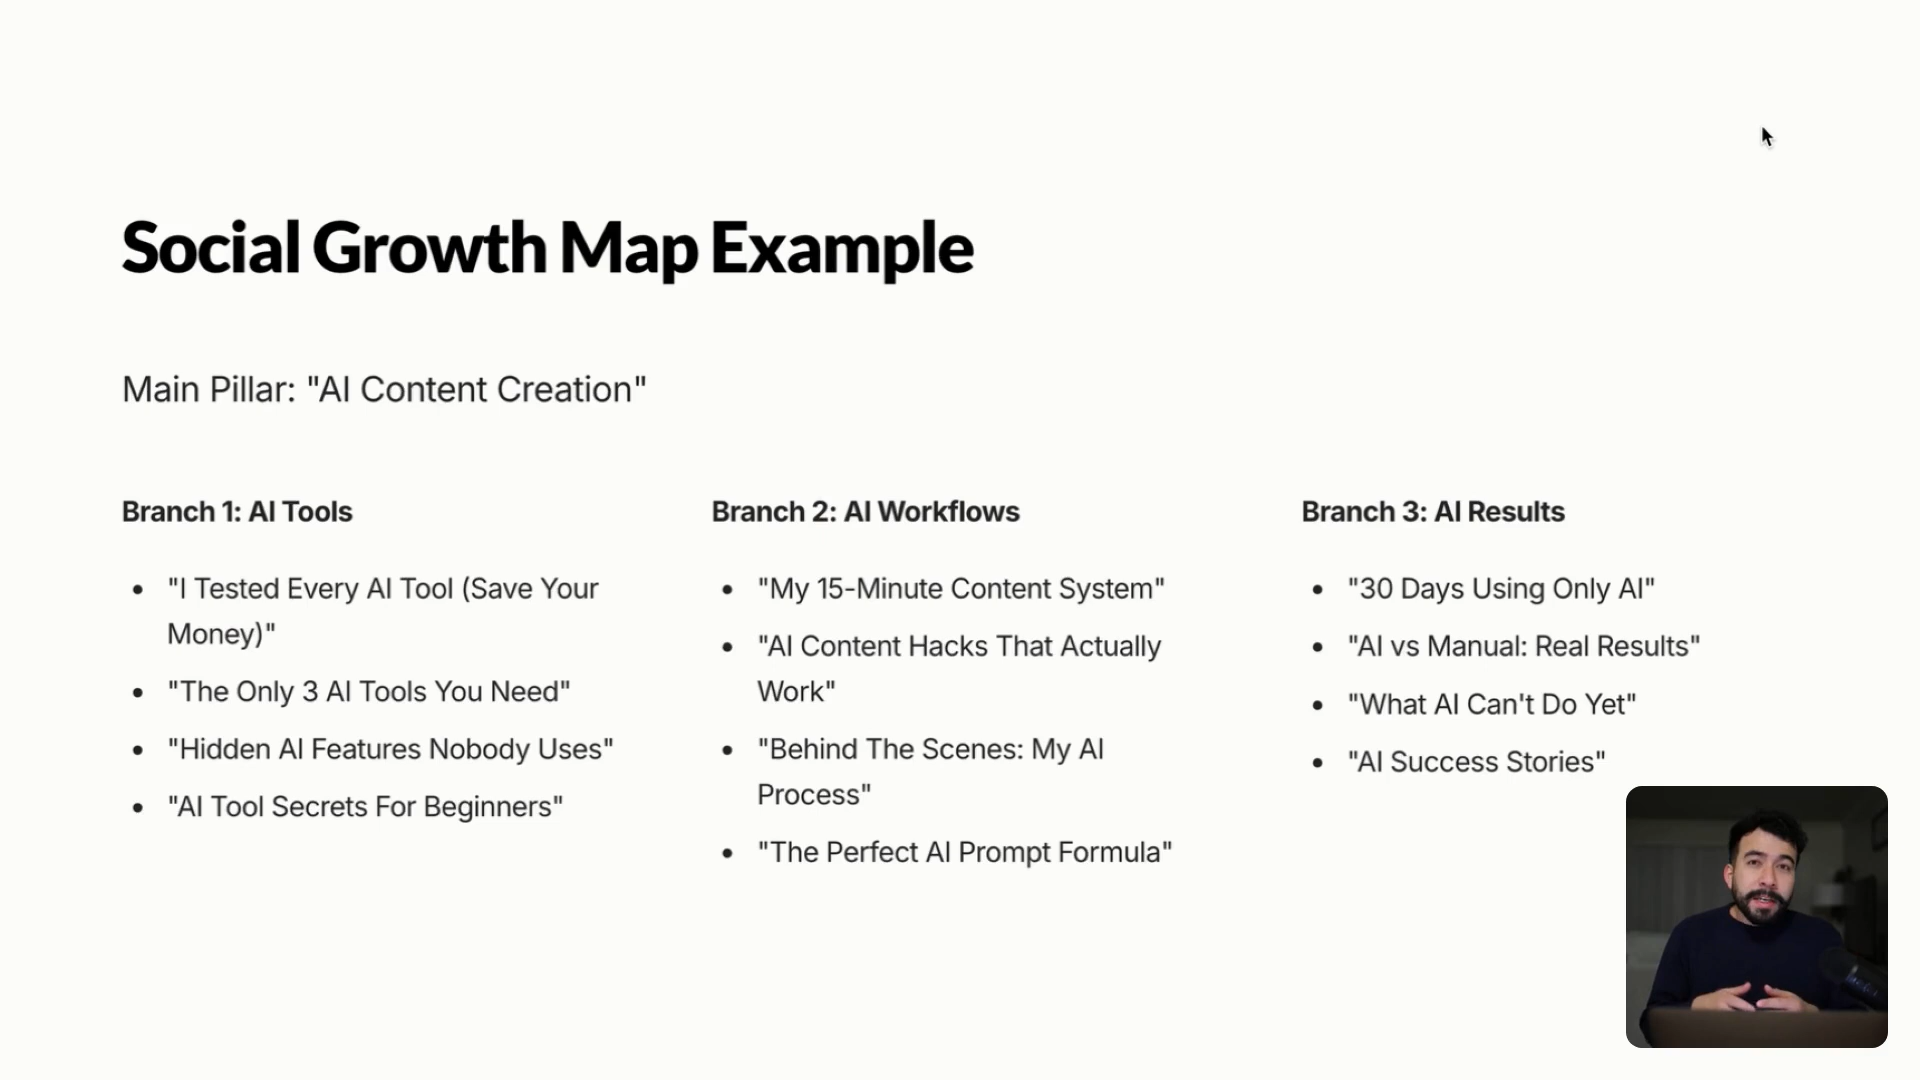 Social Growth Map Example
Main Pillar: "AI Content Creation"
Branch 1: AI Tools
• "I Tested Every AI Tool (Save Your
Money)"
• "The Only 3 AI Tools You Need"
• "Hidden AI Features Nobody Uses"
• "AI Tool Secrets For Beginners"
Branch 2: AI Workflows
• "My 15-Minute Content System"
• "AI Content Hacks That Actually
Work"
• "Behind The Scenes: My AI
Process"
• "The Perfect AI Prompt Formula"
Branch 3: AI Results
• "30 Days Using Only AI"
• "AI vs Manual: Real Results"
• "What AI Can't Do Yet"
• "AI Success Stories"